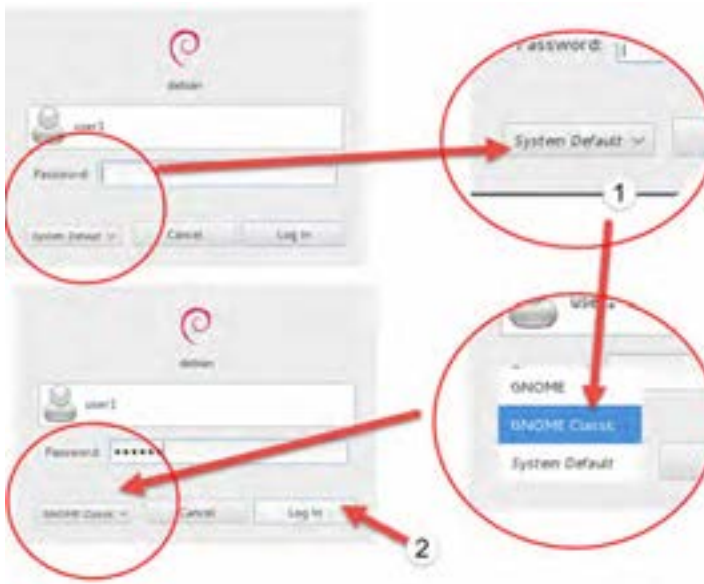 debian
user1
Password:
System Default
Cancel
Log In
Password:
System Default
1
debian
user1
Password:
GNOME Classic
Cancel
Log In
2
GNOME
GNOME Classic
System Default